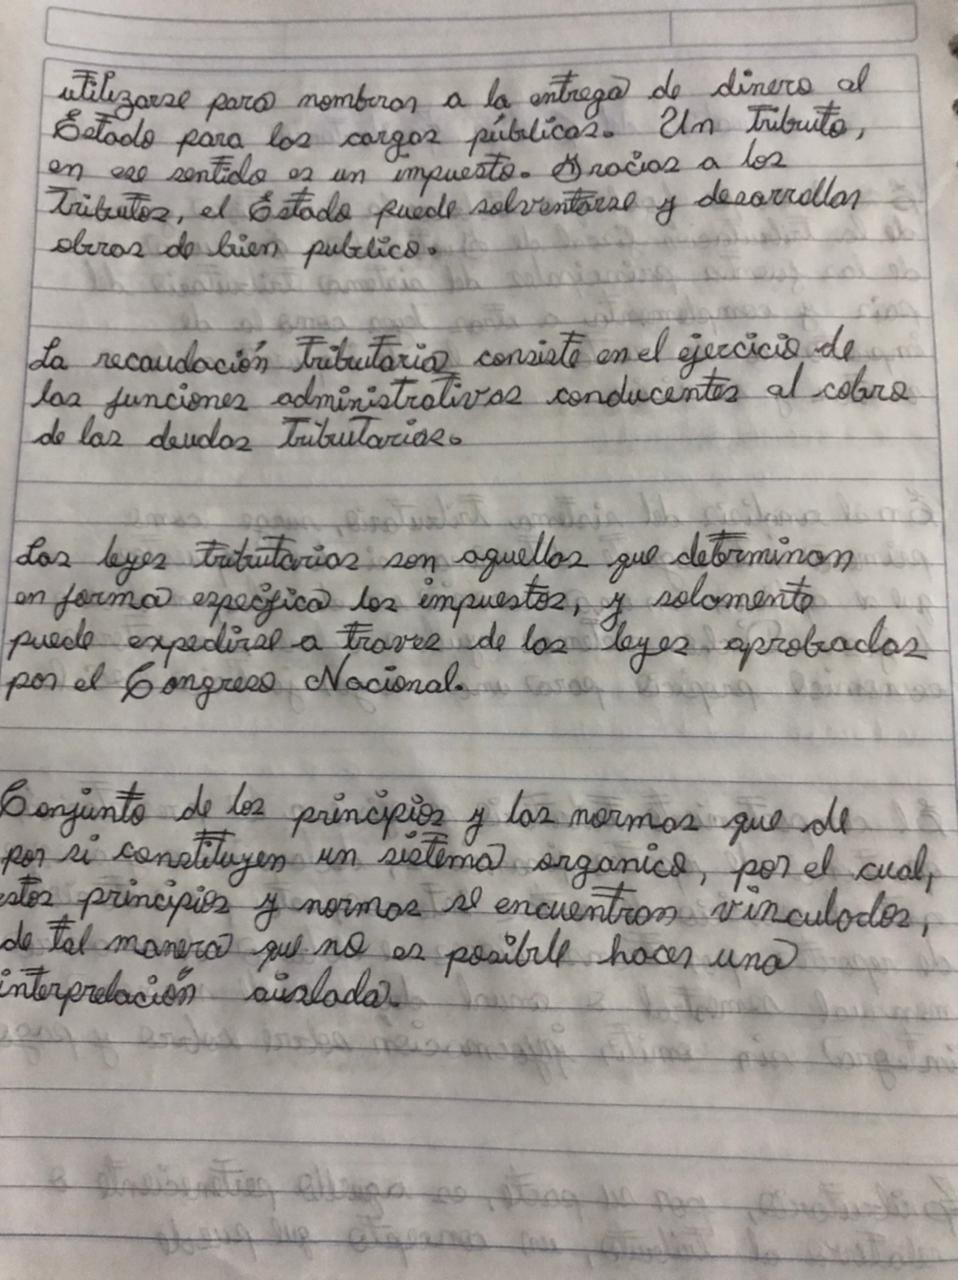 utilizarse para nombrar a la entrega de dinero al
Estado para los cargos públicos. Un Tributo,
en ese sentido es un impuesto. Gracias a los
Tributos, el Estado puede solventarse y desarrollar
obras de bien publico.
La recaudación Tributaria consiste en el ejercicio de
las funciones administrativas conducentes al cobro
de las deudas Tributarias.
Las leyes tributarias son aquellas que determinan
en forma específica los impuestos, y solamente
puede expedirse a traves de las leyes aprobadas
por el Congreso Nacional.
Conjunto de los principios y las normas que de
por si constituyen un sistema organico, por el cual,
estos principios y normas se encuentran vinculados,
de tal manera que no es posible hacer una
interpretación aislada.